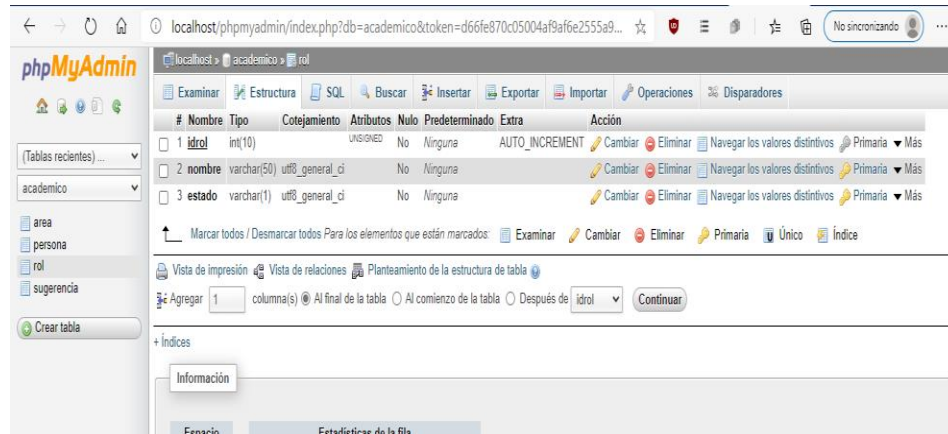 localhost/phpmyadmin/index.php?db=academico&token=d66fe870c05004af9af6e2555a9...
No sincronizando
phpMyAdmin
localhost » academico » rol
Examinar Estructura SQL Buscar Insertar Exportar Importar Operaciones Disparadores
# Nombre Tipo Cotejamiento Atributos Nulo Predeterminado Extra Acción
1 idrol int(10) UNSIGNED No Ninguna AUTO_INCREMENT Cambiar Eliminar Navegar los valores distintivos Primaria Más
2 nombre varchar(50) utf8_general_ci No Ninguna Cambiar Eliminar Navegar los valores distintivos Primaria Más
3 estado varchar(1) utf8_general_ci No Ninguna Cambiar Eliminar Navegar los valores distintivos Primaria Más
(Tablas recientes) ...
academico
area
persona
rol
sugerencia
Crear tabla
Marcar todos / Desmarcar todos Para los elementos que están marcados: Examinar Cambiar Eliminar Primaria Único Índice
Vista de impresión Vista de relaciones Planteamiento de la estructura de tabla
Agregar 1 columna(s) Al final de la tabla Al comienzo de la tabla Después de idrol Continuar
+ Índices
Información
Espacio Estadísticas de la fila